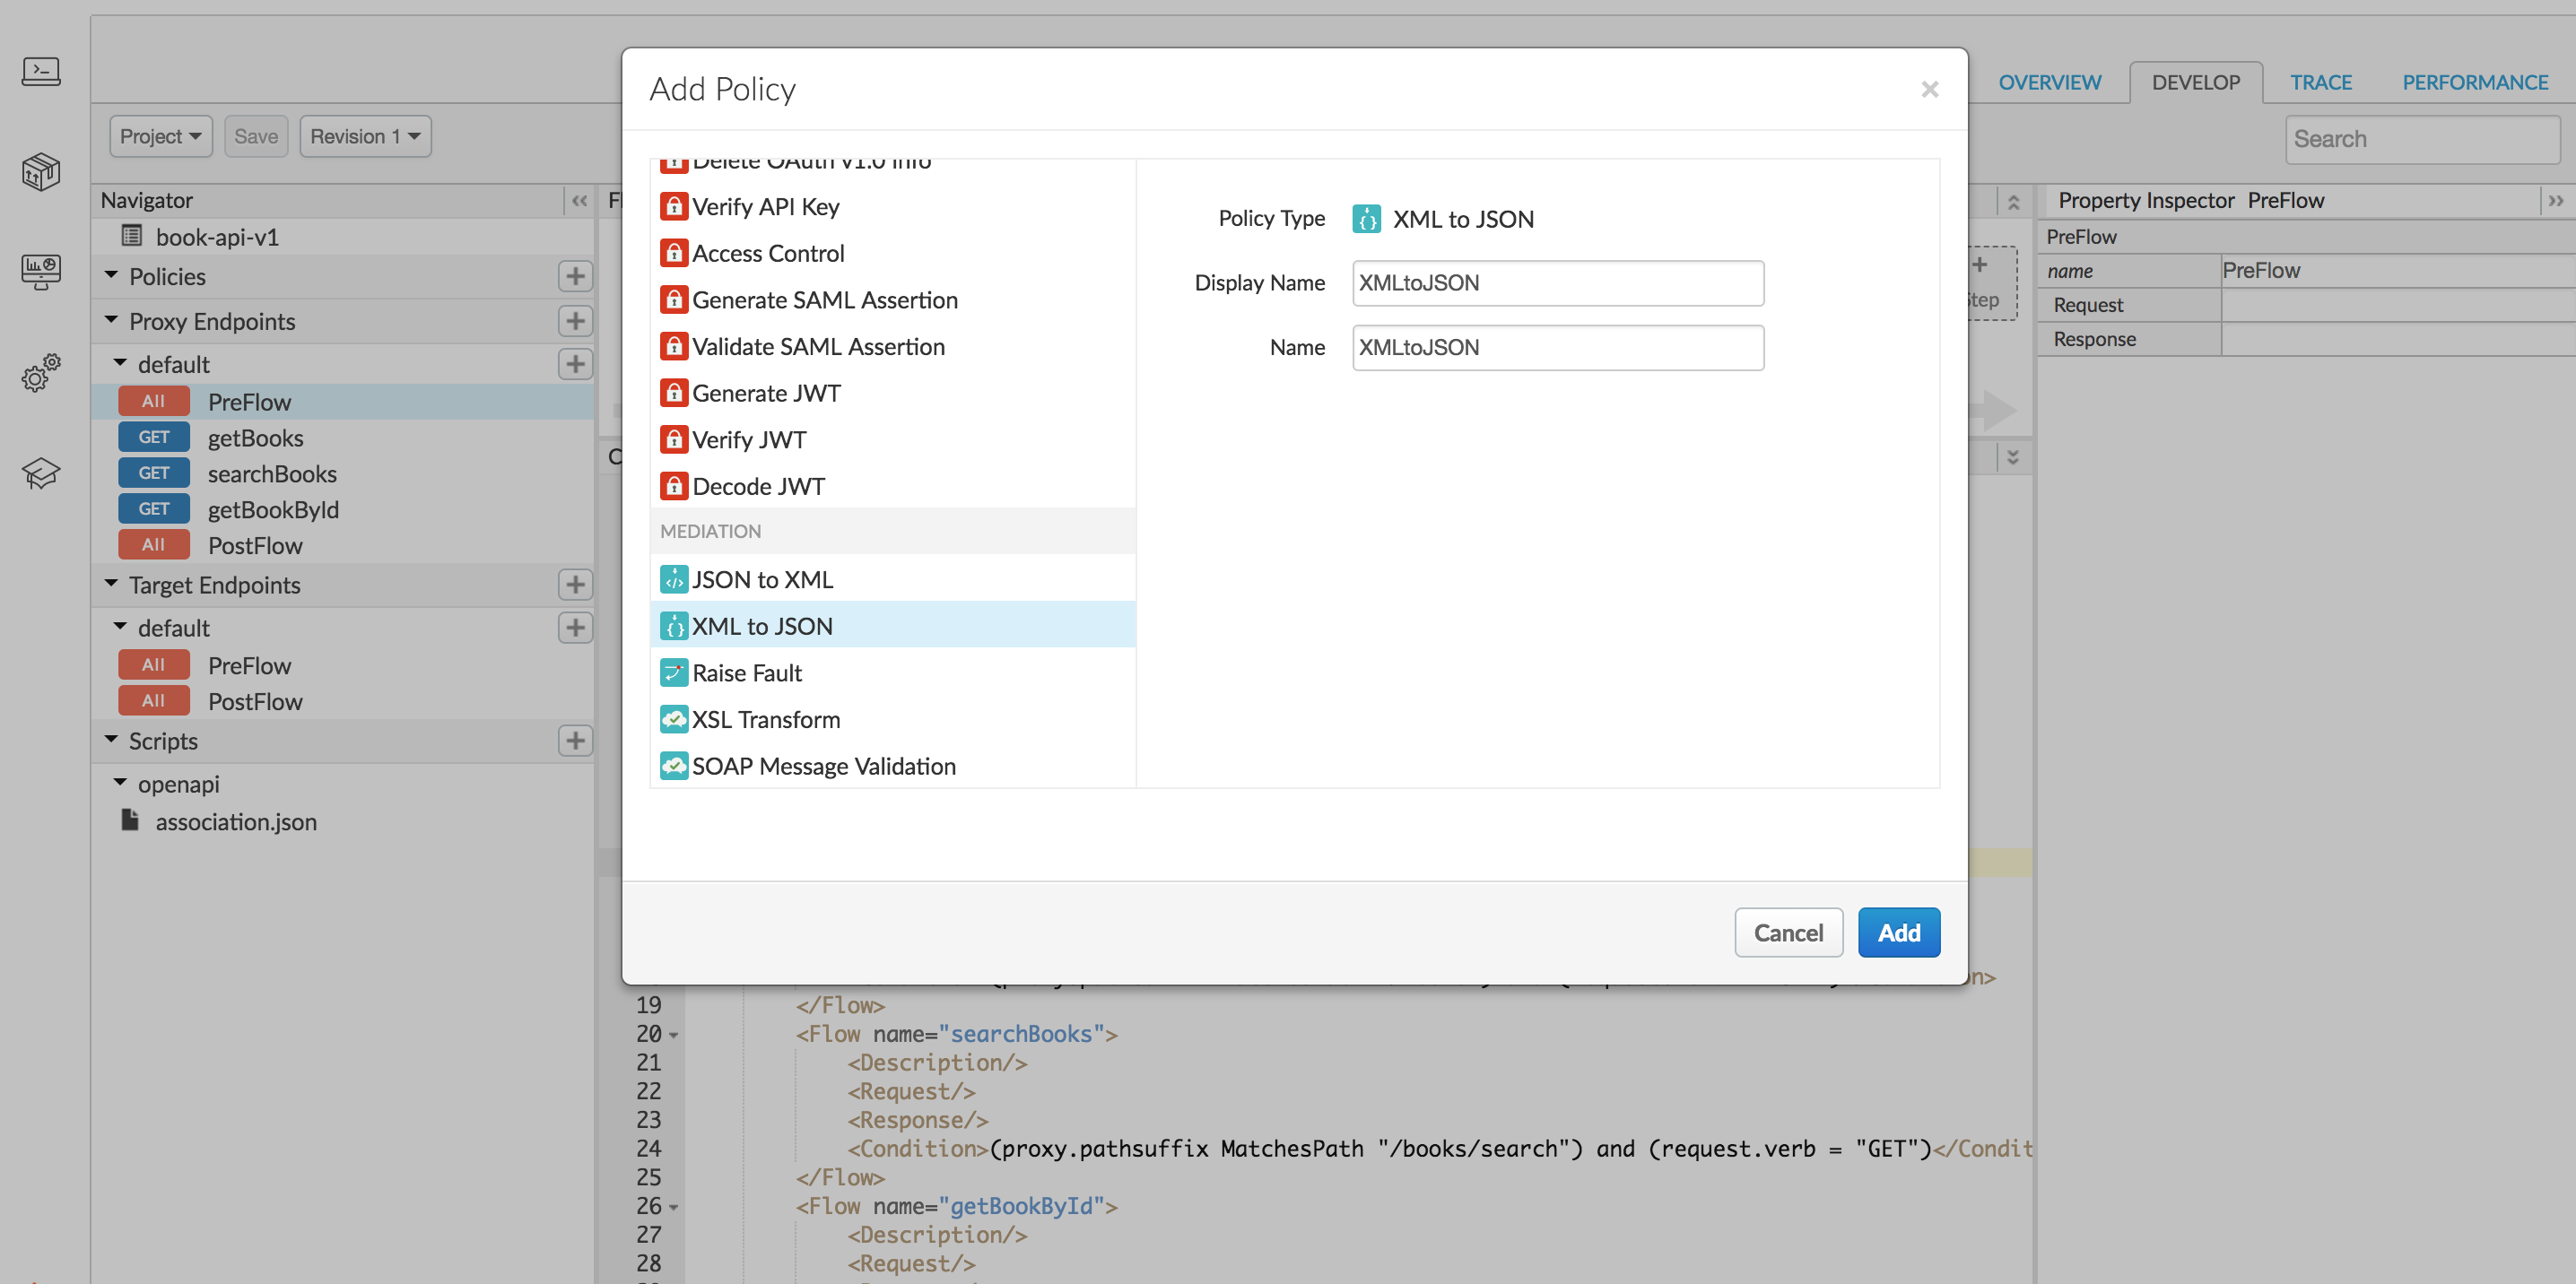 Add Policy
×
OVERVIEW
DEVELOP
TRACE
PERFORMANCE
Project
Save
Revision 1
Search
Navigator
book-api-v1
Policies
Proxy Endpoints
default
All PreFlow
GET getBooks
GET searchBooks
GET getBookById
All PostFlow
Target Endpoints
default
All PreFlow
All PostFlow
Scripts
openapi
association.json
Delete OAuth v1.0 Info
Verify API Key
Access Control
Generate SAML Assertion
Validate SAML Assertion
Generate JWT
Verify JWT
Decode JWT
MEDIATION
JSON to XML
XML to JSON
Raise Fault
XSL Transform
SOAP Message Validation
Policy Type XML to JSON
Display Name XMLtoJSON
Name XMLtoJSON
Cancel
Add
Property Inspector PreFlow
PreFlow
name PreFlow
Request
Response
19 </Flow>
20 <Flow name="searchBooks">
21 <Description/>
22 <Request/>
23 <Response/>
24 <Condition>(proxy.pathsuffix MatchesPath "/books/search") and (request.verb = "GET")</Condit
25 </Flow>
26 <Flow name="getBookById">
27 <Description/>
28 <Request/>